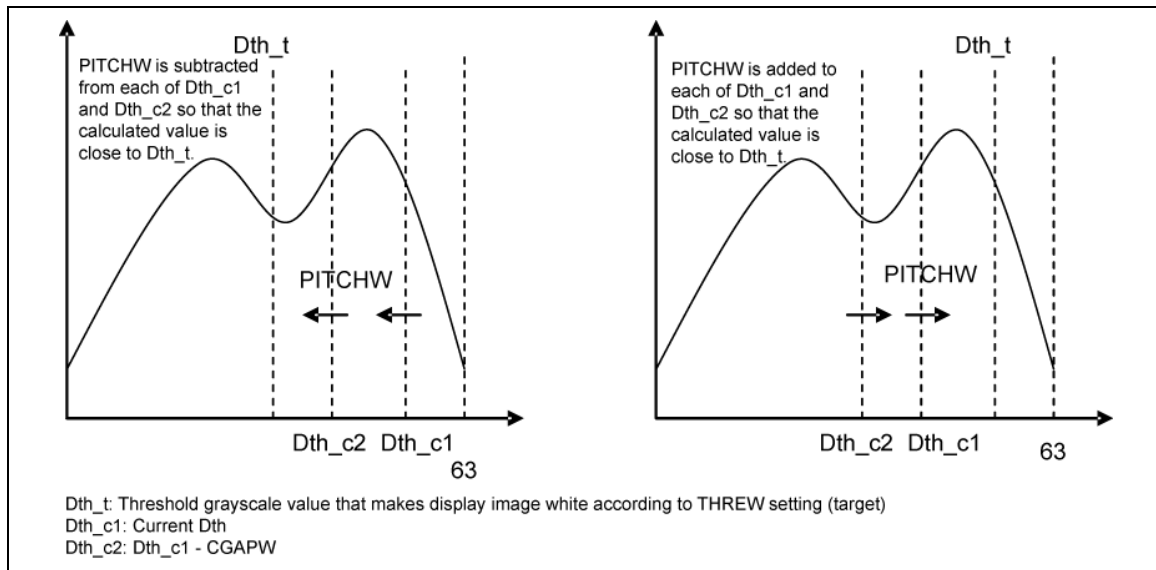 Dth_t
PITCHW is subtracted
from each of Dth_c1
and Dth_c2 so that the
calculated value is
close to Dth_t.
PITCHW
Dth_c2
Dth_c1
63
Dth_t
PITCHW is added to
each of Dth_c1 and
Dth_c2 so that the
calculated value is
close to Dth_t.
PITCHW
Dth_c2
Dth_c1
63
Dth_t: Threshold grayscale value that makes display image white according to THREW setting (target)
Dth_c1: Current Dth
Dth_c2: Dth_c1 - CGAPW